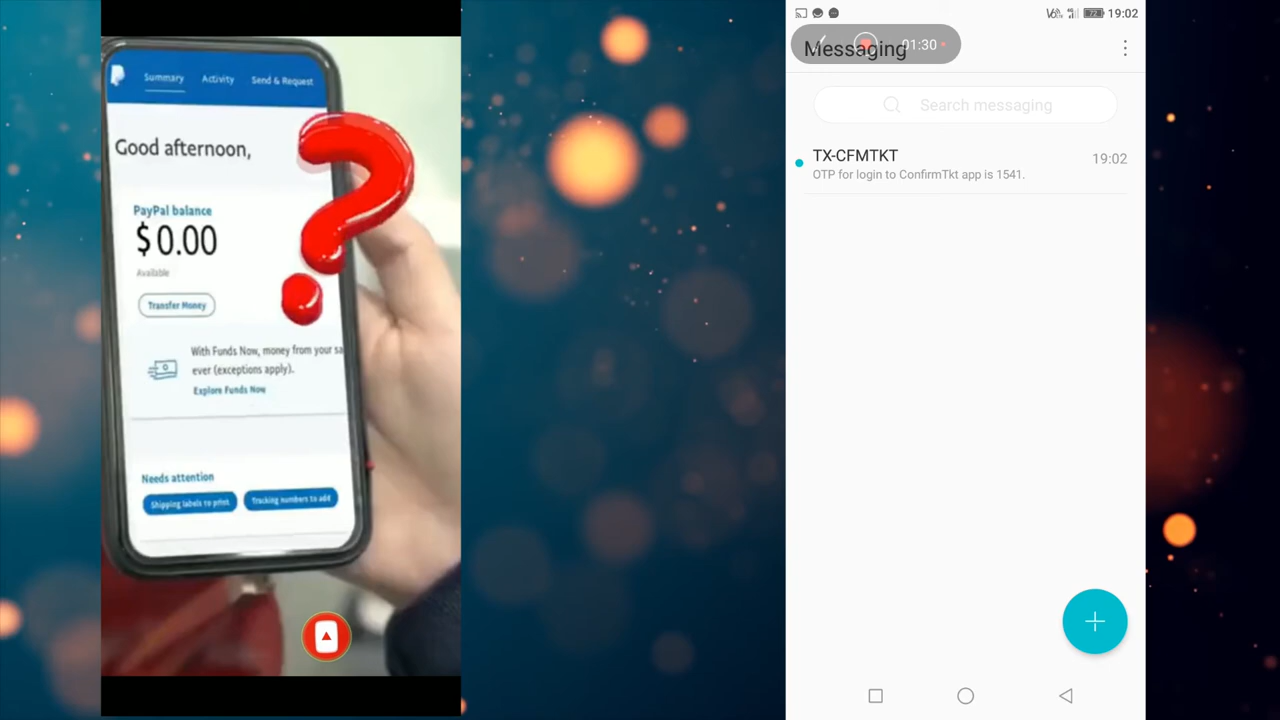 Summary
Activity
Send & Request
Good afternoon,
PayPal balance
$0.00
Available
Transfer Money
With Funds Now, money from your sa
ever (exceptions apply).
Explore Funds Now
Needs attention
Shipping labels to print
Tracking numbers to add
?
72
19:02
Messaging
01:30
Search messaging
TX-CFMTKT
19:02
OTP for login to ConfirmTkt app is 1541.